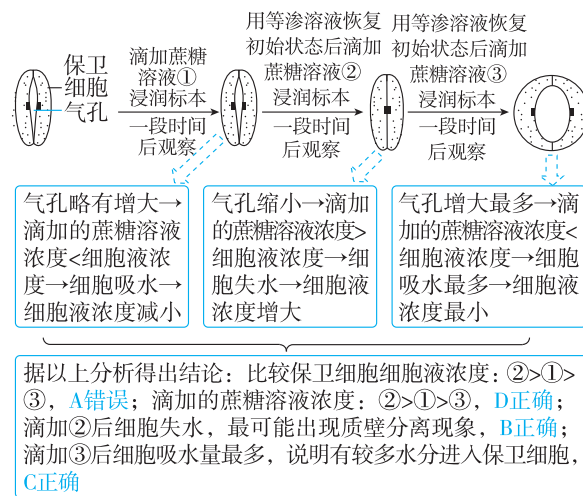 保卫
细胞
气孔
滴加蔗糖
溶液①
浸润标本
一段时间
后观察
用等渗溶液恢复
初始状态后滴加
蔗糖溶液②
浸润标本
一段时间
后观察
用等渗溶液恢复
初始状态后滴加
蔗糖溶液③
浸润标本
一段时间
后观察
气孔略有增大→
滴加的蔗糖溶液
浓度<细胞液浓
度→细胞吸水→
细胞液浓度减小
气孔缩小→滴加
的蔗糖溶液浓度>
细胞液浓度→细
胞失水→细胞液
浓度增大
气孔增大最多→滴
加的蔗糖溶液浓度<
细胞液浓度→细胞
吸水最多→细胞液
浓度最小
据以上分析得出结论：比较保卫细胞细胞液浓度：②>①>
③，A错误；滴加的蔗糖溶液浓度：②>①>③，D正确；
滴加②后细胞失水，最可能出现质壁分离现象，B正确；
滴加③后细胞吸水量最多，说明有较多水分进入保卫细胞，
C正确